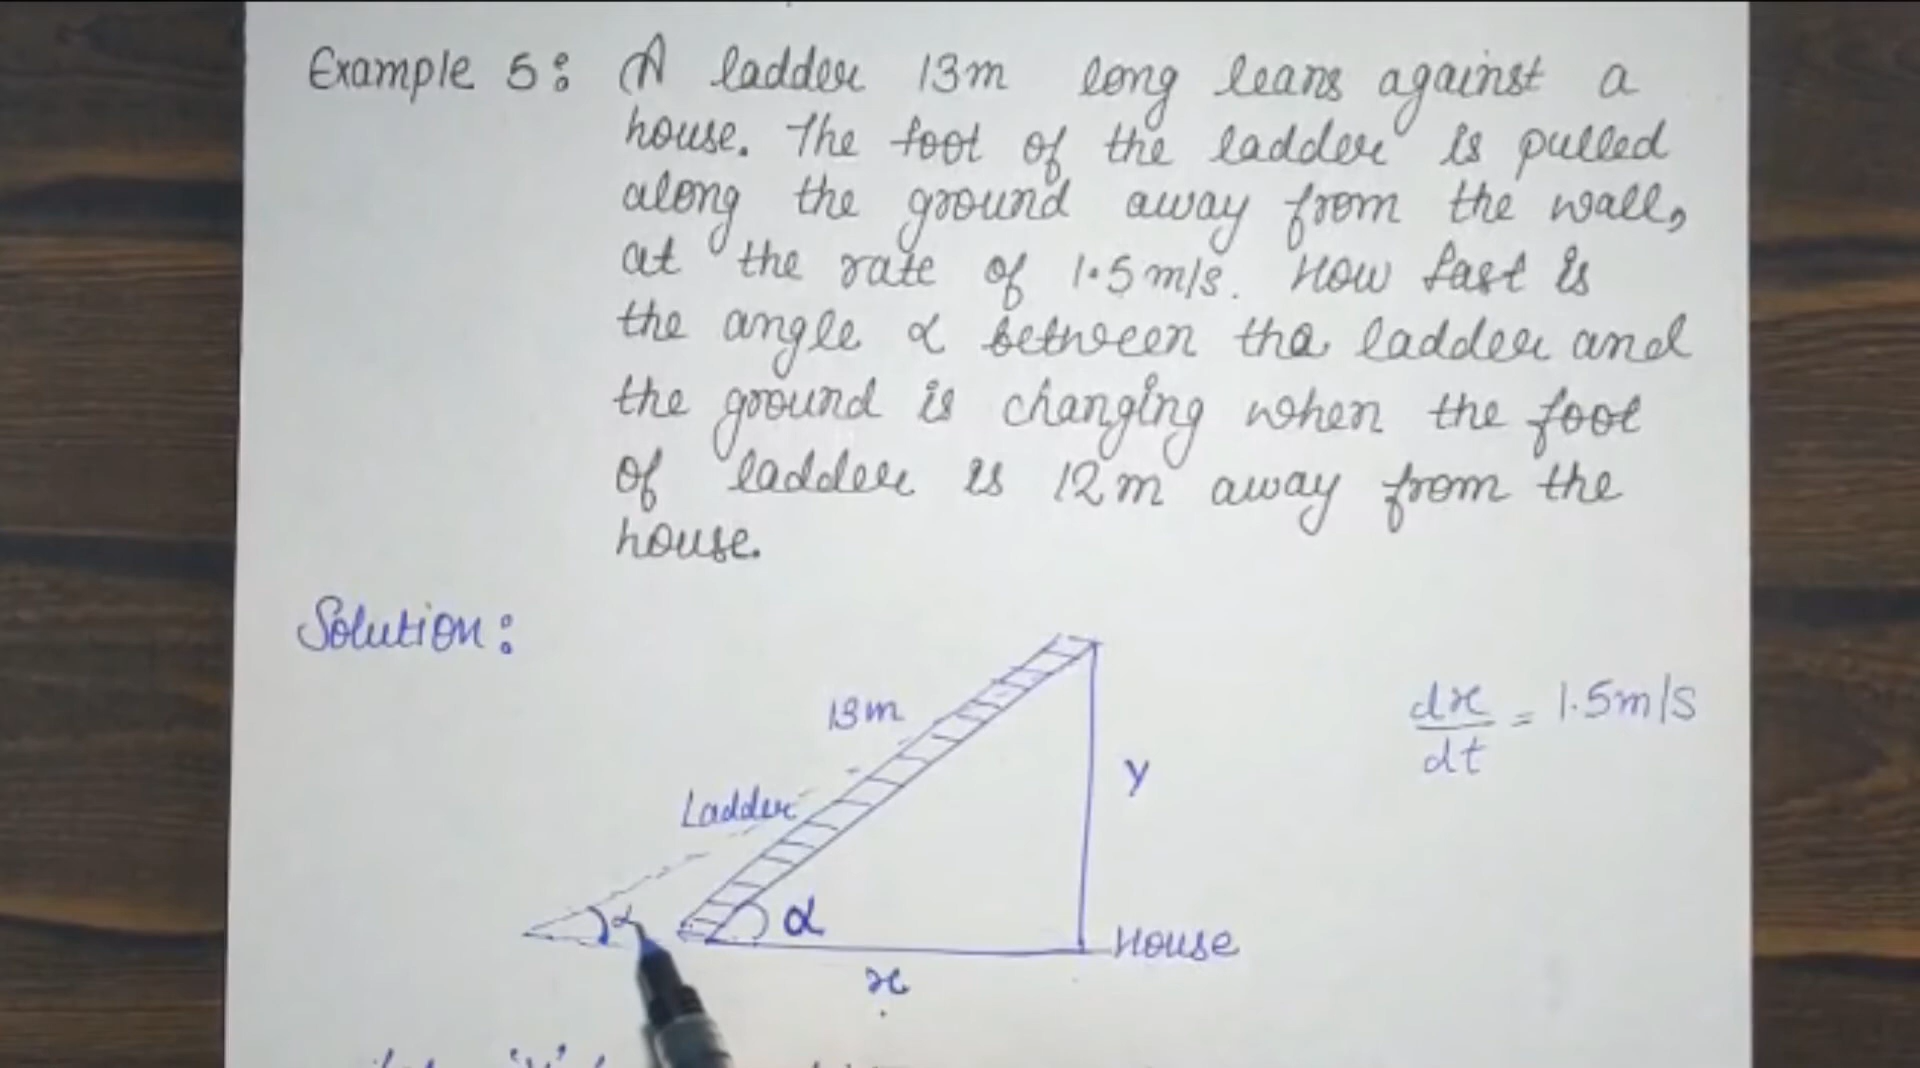 Example 5: A ladder 13m long leans against a
house. The foot of the ladder is pulled
along the ground away from the wall,
at the rate of 1.5m/s. How fast is
the angle α between the ladder and
the ground is changing when the foot
of ladder is 12m away from the
house.
Solution:
13m
dx/dt = 1.5m/s
y
Ladder
α
α
House
x